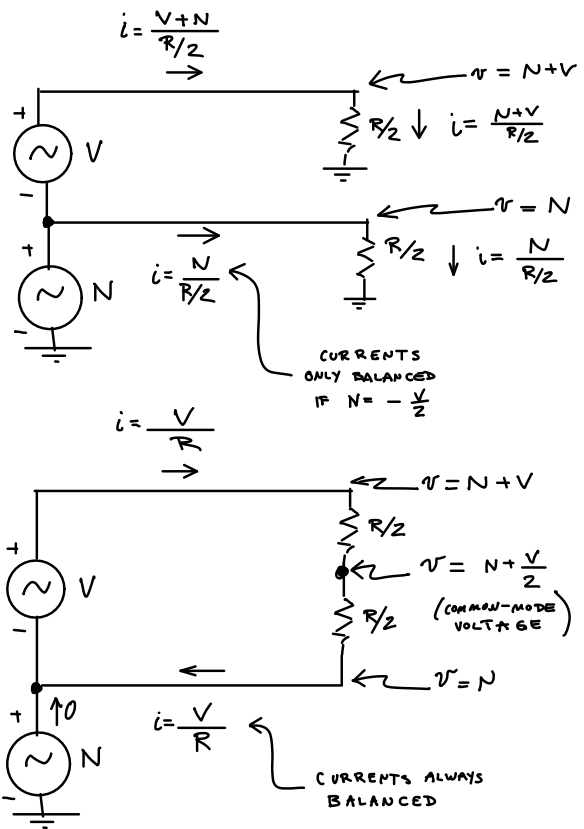 i = (V+N)/(R/2)
v = N+V
+
R/2 ↓ i = (N+V)/(R/2)
V
−
v = N
+
R/2 ↓ i = N/(R/2)
i = N/(R/2)
N
−
CURRENTS
ONLY BALANCED
IF N = − V/2
i = V/R
v = N + V
R/2
+
V
v = N + V/2
(COMMON-MODE
VOLTAGE)
R/2
−
v = N
+ ↑0
i = V/R
N
−
CURRENTS ALWAYS
BALANCED